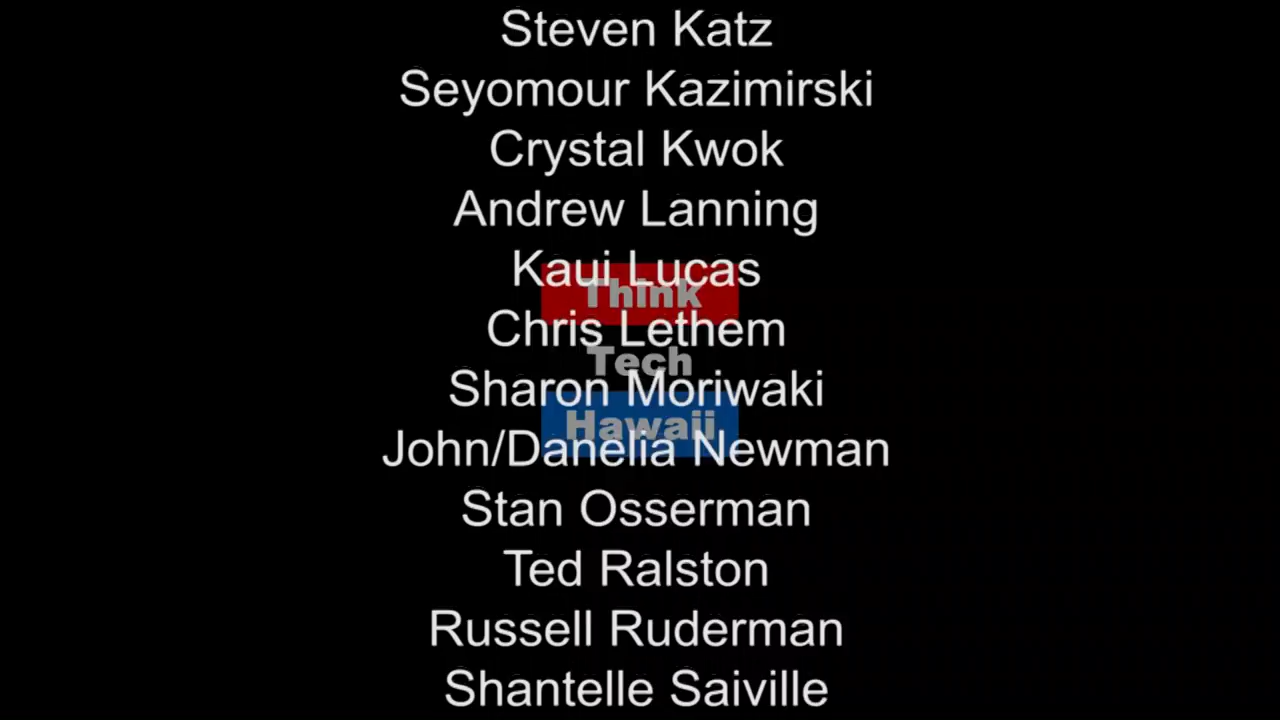 Steven Katz
Seyomour Kazimirski
Crystal Kwok
Andrew Lanning
Kaui Lucas
Think
Chris Lethem
Tech
Sharon Moriwaki
Hawaii
John/Danelia Newman
Stan Osserman
Ted Ralston
Russell Ruderman
Shantelle Saiville